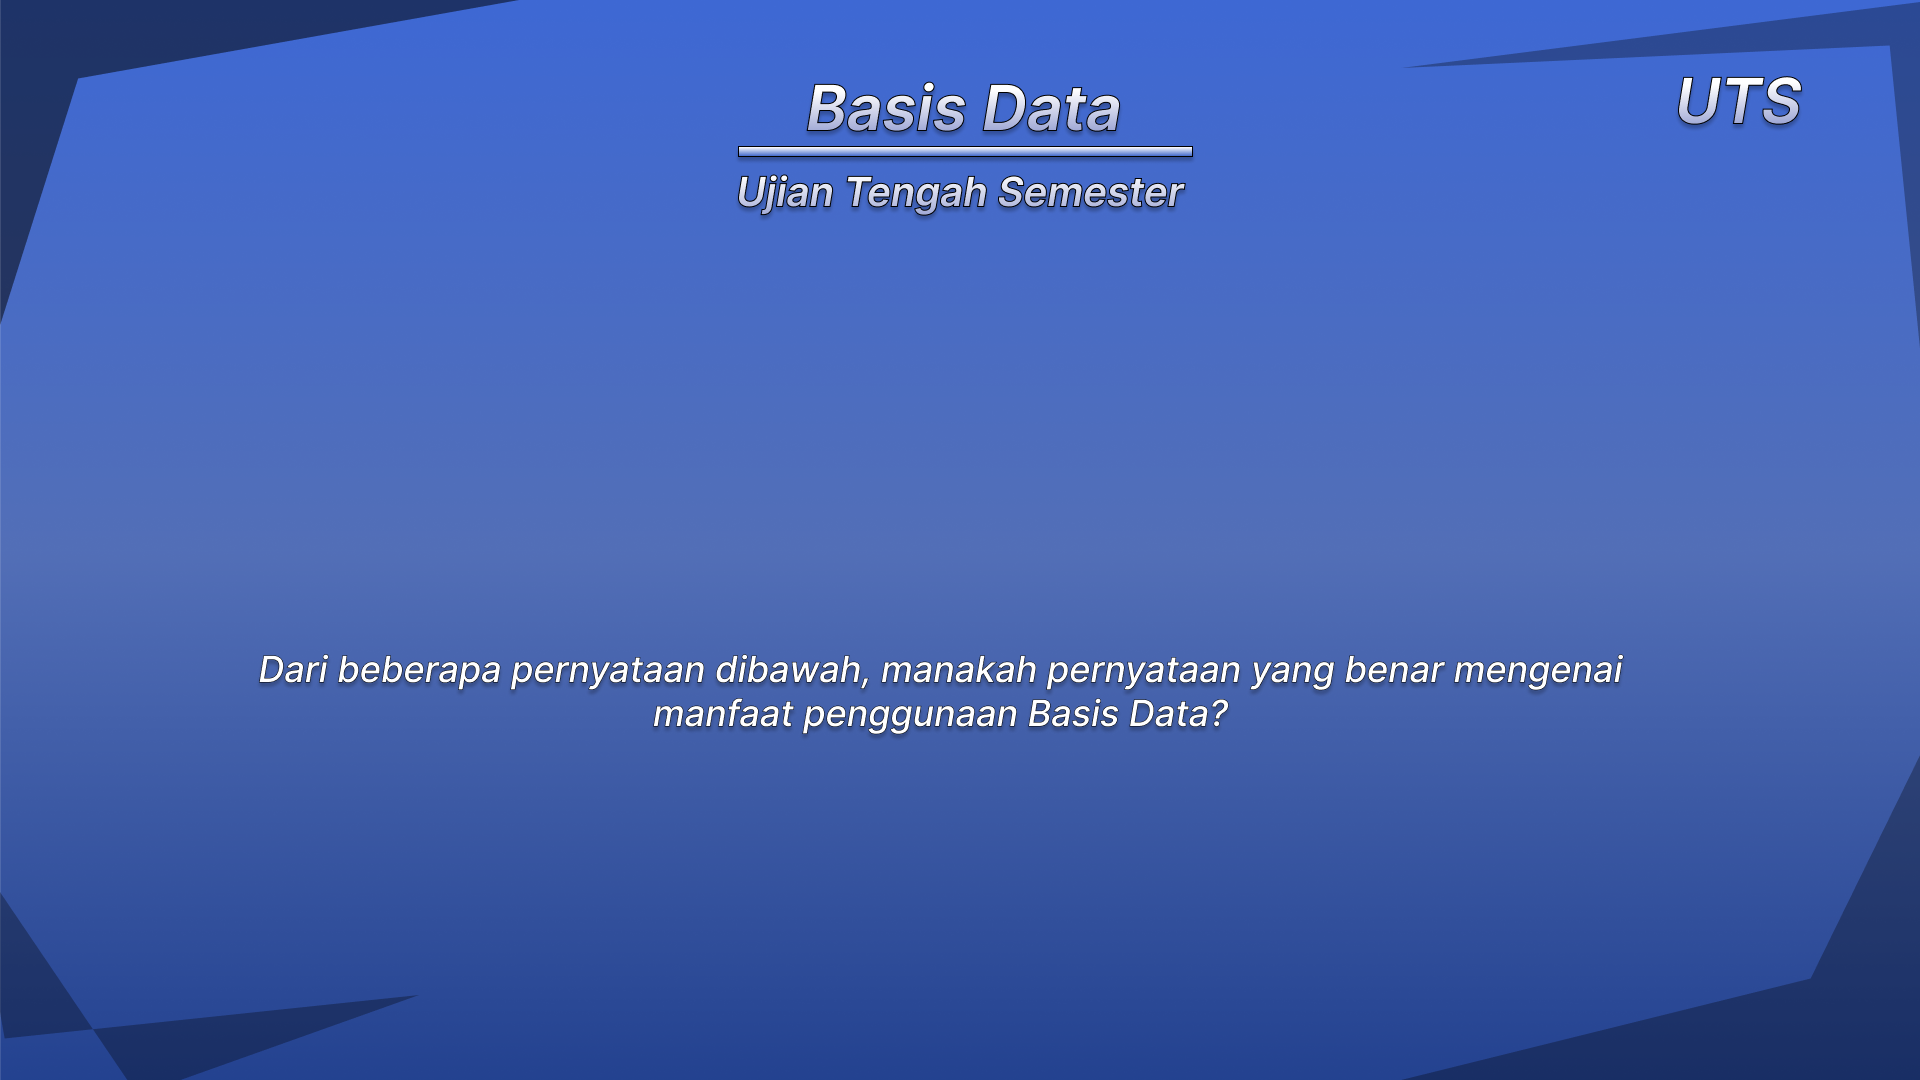 Basis Data
UTS
Ujian Tengah Semester
Dari beberapa pernyataan dibawah, manakah pernyataan yang benar mengenai
manfaat penggunaan Basis Data?